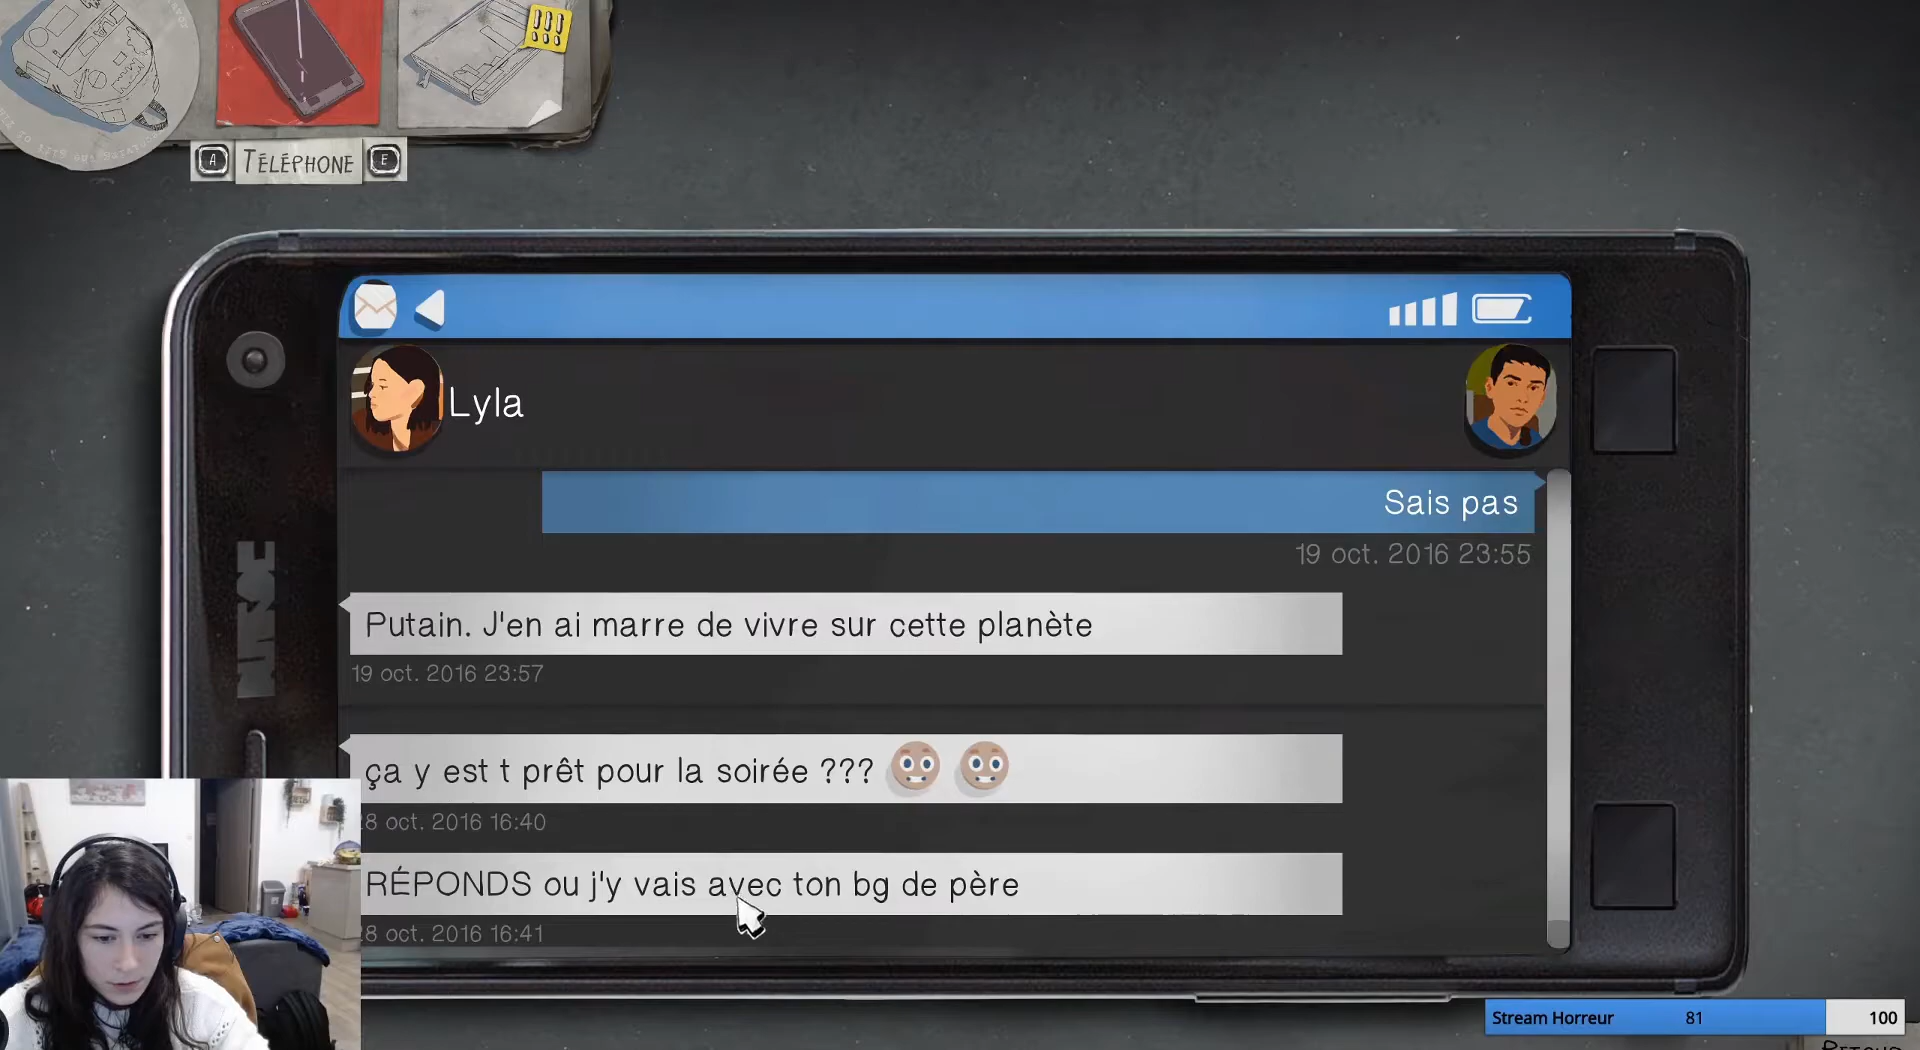 A TÉLÉPHONE E
Lyla
Sais pas
19 oct. 2016 23:55
Putain. J'en ai marre de vivre sur cette planète
19 oct. 2016 23:57
ça y est t prêt pour la soirée ???
28 oct. 2016 16:40
RÉPONDS ou j'y vais avec ton bg de père
8 oct. 2016 16:41
Stream Horreur 81 100
RETOUR